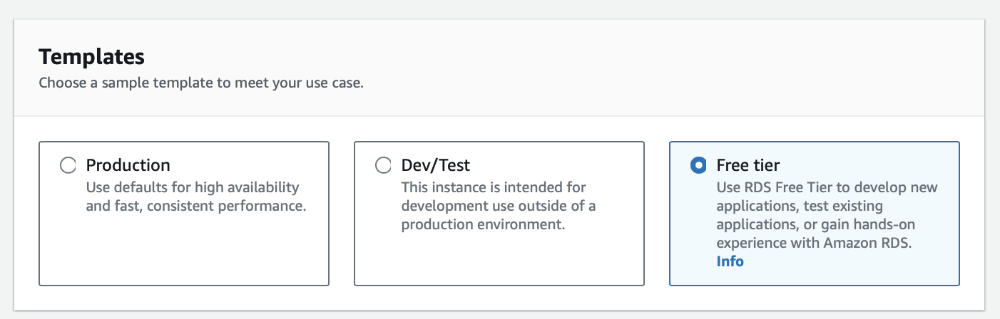 Templates
Choose a sample template to meet your use case.
Production
Use defaults for high availability
and fast, consistent performance.
Dev/Test
This instance is intended for
development use outside of a
production environment.
Free tier
Use RDS Free Tier to develop new
applications, test existing
applications, or gain hands-on
experience with Amazon RDS.
Info